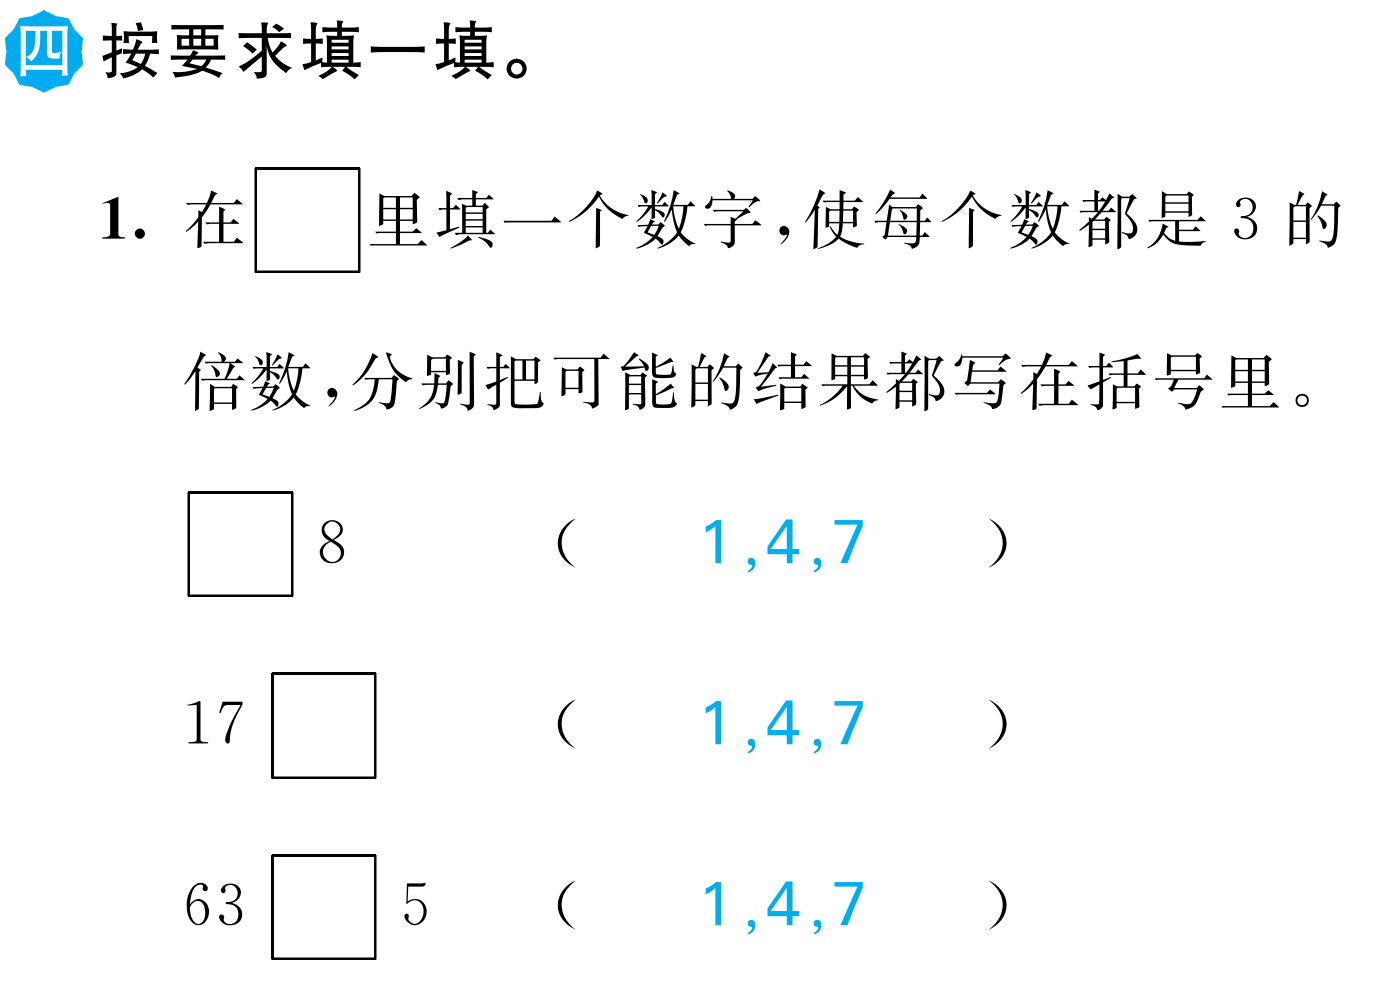 四 按要求填一填。
1. 在□里填一个数字,使每个数都是 3 的
倍数,分别把可能的结果都写在括号里。
□ 8 ( 1,4,7 )
17 □ ( 1,4,7 )
63 □ 5 ( 1,4,7 )